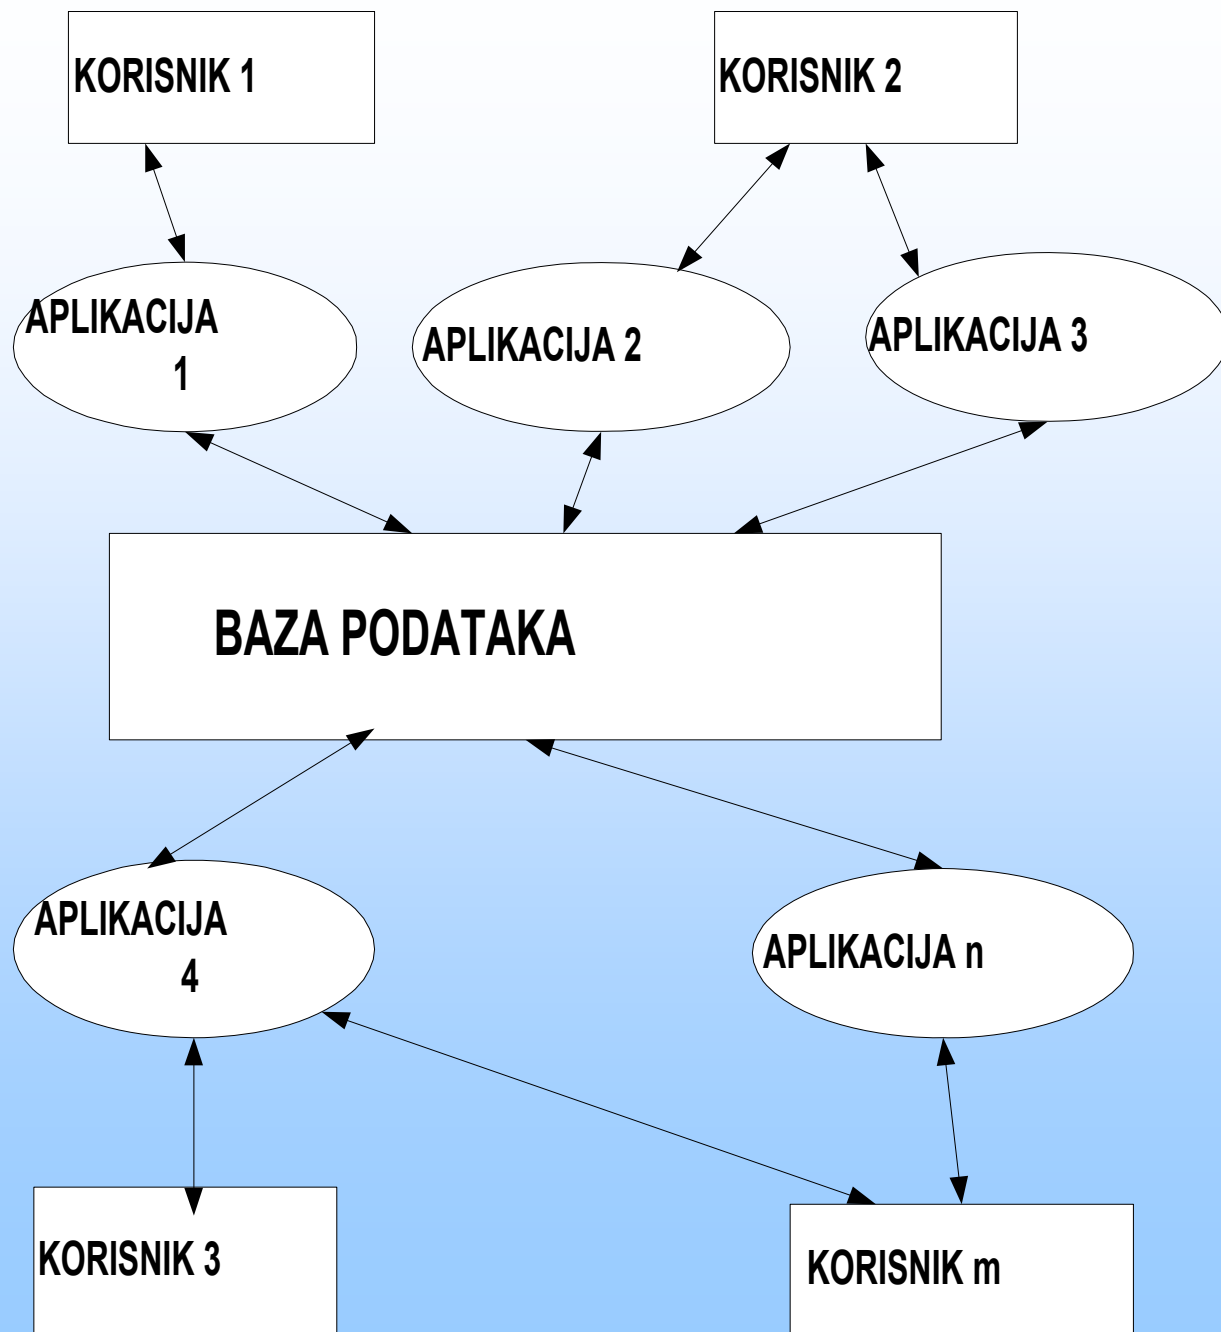 KORISNIK 1
KORISNIK 2
APLIKACIJA
1
APLIKACIJA 2
APLIKACIJA 3
BAZA PODATAKA
APLIKACIJA
4
APLIKACIJA n
KORISNIK 3
KORISNIK m